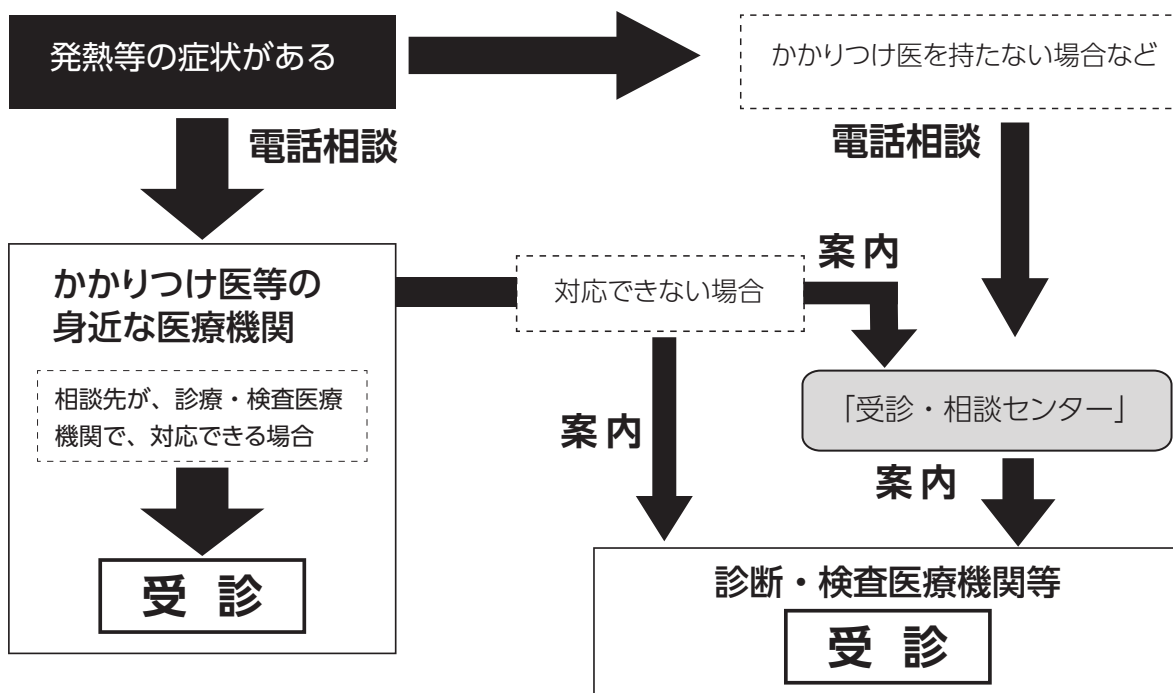 発熱等の症状がある
かかりつけ医を持たない場合など
電話相談
電話相談
かかりつけ医等の
身近な医療機関
相談先が、診療・検査医療
機関で、対応できる場合
受 診
対応できない場合
案 内
案 内
「受診・相談センター」
案 内
診断・検査医療機関等
受 診